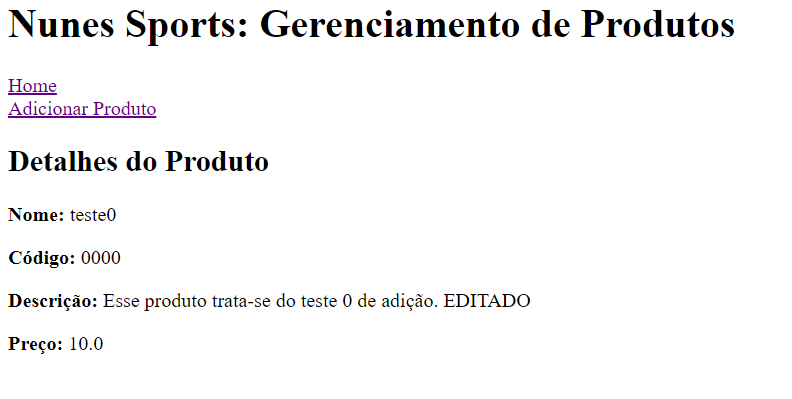 Nunes Sports: Gerenciamento de Produtos
Home
Adicionar Produto
Detalhes do Produto
Nome: teste0
Código: 0000
Descrição: Esse produto trata-se do teste 0 de adição. EDITADO
Preço: 10.0